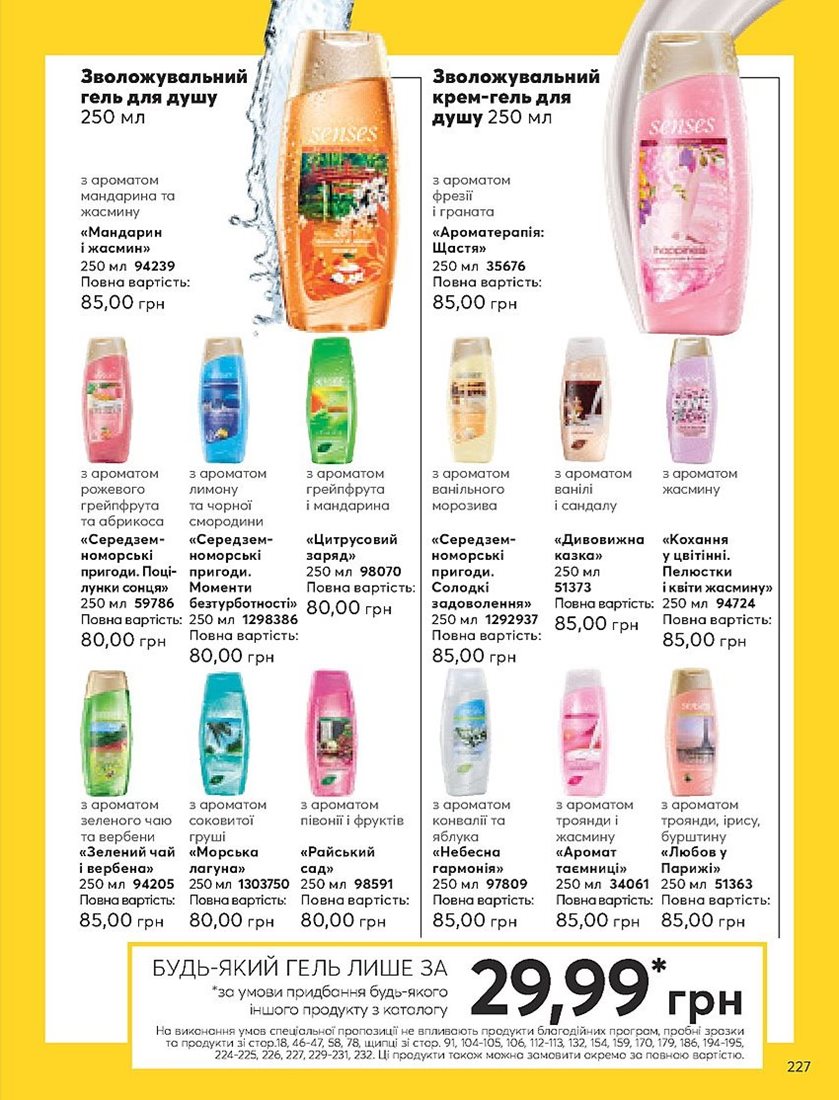 Зволожувальний
гель для душу
250 мл
з ароматом
мандарина та
жасмину
«Мандарин
і жасмин»
250 мл 94239
Повна вартість:
85,00 грн
senses
Зволожувальний
крем-гель для
душу 250 мл
з ароматом
фрезії
і граната
«Ароматерапія:
Щастя»
250 мл 35676
Повна вартість:
85,00 грн
senses
happiness
з ароматом
рожевого
грейпфрута
та абрикоса
«Середзем-
номорські
пригоди. Поці-
лунки сонця»
250 мл 59786
Повна вартість:
80,00 грн
з ароматом
лимону
та чорної
смородини
«Середзем-
номорські
пригоди.
Моменти
безтурботності»
250 мл 1298386
Повна вартість:
80,00 грн
з ароматом
грейпфрута
і мандарина
«Цитрусовий
заряд»
250 мл 98070
Повна вартість:
80,00 грн
з ароматом
ванільного
морозива
«Середзем-
номорські
пригоди.
Солодкі
задоволення»
250 мл 1292937
Повна вартість:
85,00 грн
з ароматом
ванілі
і сандалу
«Дивовижна
казка»
250 мл
51373
Повна вартість:
85,00 грн
з ароматом
жасмину
«Кохання
у цвітінні.
Пелюстки
і квіти жасмину»
250 мл 94724
Повна вартість:
85,00 грн
з ароматом
зеленого чаю
та вербени
«Зелений чай
і вербена»
250 мл 94205
Повна вартість:
85,00 грн
з ароматом
соковитої
груші
«Морська
лагуна»
250 мл 1303750
Повна вартість:
80,00 грн
з ароматом
півонії і фруктів
«Райський
сад»
250 мл 98591
Повна вартість:
80,00 грн
з ароматом
конвалії та
яблука
«Небесна
гармонія»
250 мл 97809
Повна вартість:
85,00 грн
з ароматом
троянди і
жасмину
«Аромат
таємниці»
250 мл 34061
Повна вартість:
85,00 грн
з ароматом
троянди, ірису,
бурштину
«Любов у
Парижі»
250 мл 51363
Повна вартість:
85,00 грн
БУДЬ-ЯКИЙ ГЕЛЬ ЛИШЕ ЗА
*за умови придбання будь-якого
іншого продукту з каталогу
29,99* грн
На виконання умов спеціальної пропозиції не впливають продукти благодійних програм, пробні зразки
та продукти зі стор.18, 46-47, 58, 78, щипці зі стор. 91, 104-105, 106, 112-113, 132, 154, 159, 170, 179, 186, 194-195,
224-225, 226, 227, 229-231, 232. Ці продукти також можна замовити окремо за повною вартістю.
227